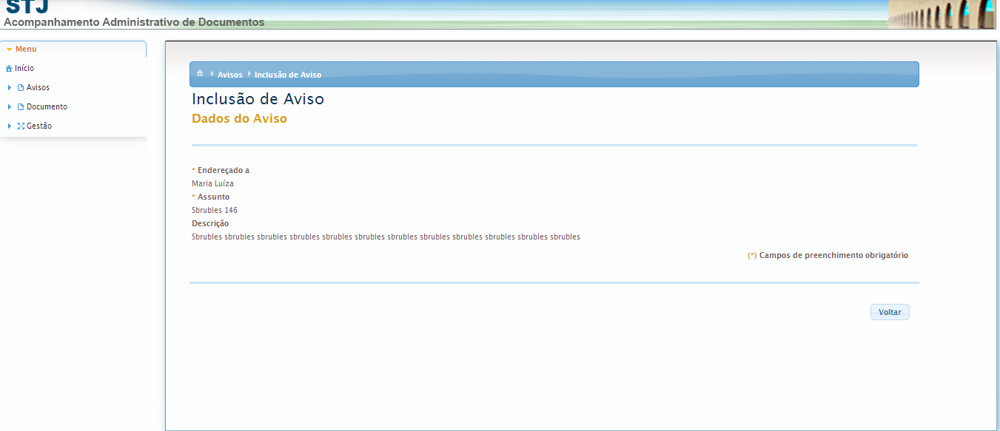 STJ
Acompanhamento Administrativo de Documentos
Menu
Início
Avisos
Documento
Gestão
Avisos Inclusão de Aviso
Inclusão de Aviso
Dados do Aviso
* Endereçado a
Maria Luíza
* Assunto
Sbrubles 146
Descrição
Sbrubles sbrubles sbrubles sbrubles sbrubles sbrubles sbrubles sbrubles sbrubles sbrubles sbrubles sbrubles
(*) Campos de preenchimento obrigatório
Voltar